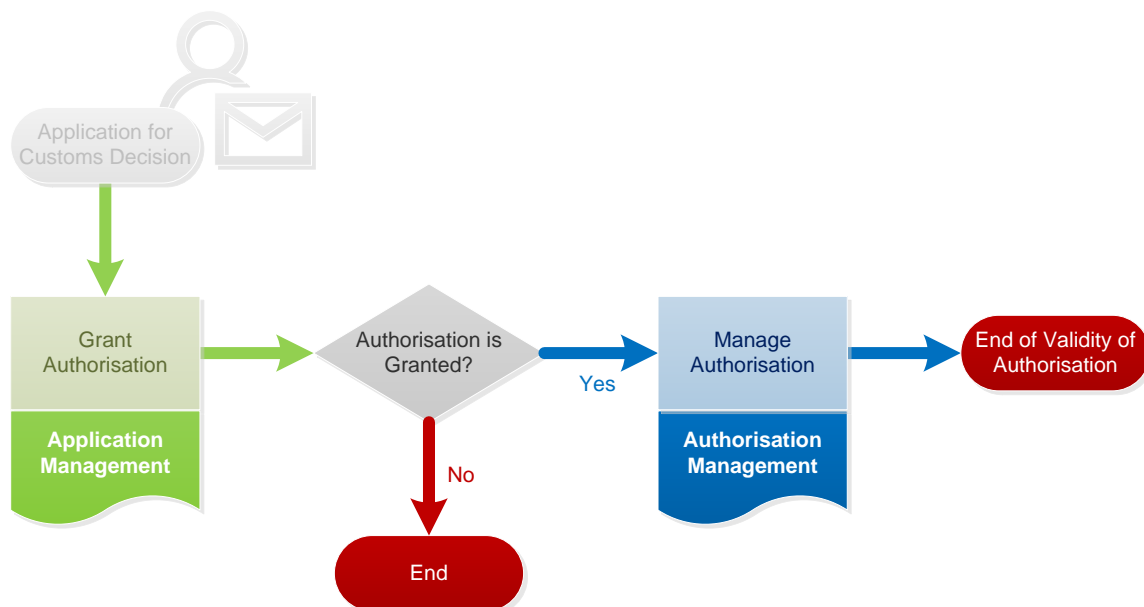 Application for
Customs Decision
Grant
Authorisation
Application
Management
Authorisation is
Granted?
Yes
No
End
Manage
Authorisation
Authorisation
Management
End of Validity of
Authorisation